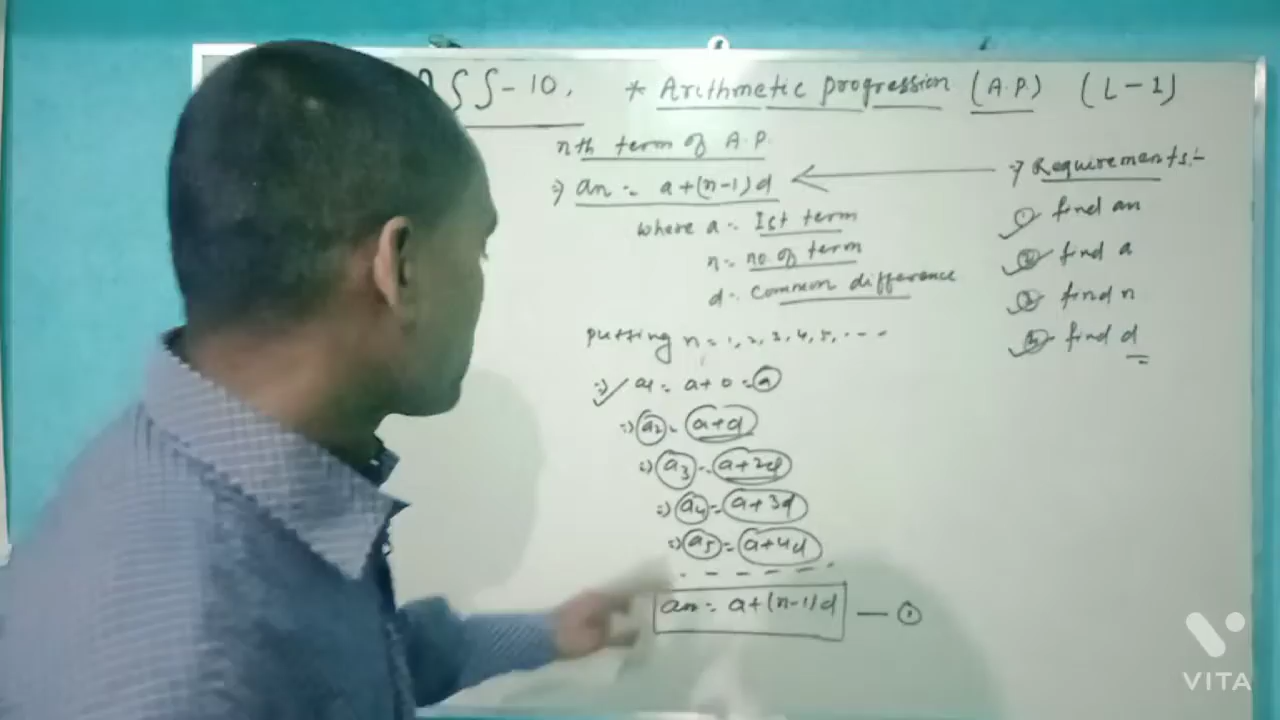 ASS-10, * Arithmetic progression (A.P.) (L-1)
nth term of A.P.
=) an = a+(n-1)d
where a = Ist term
n = no. of term
d = Common difference
putting n = 1, 2, 3, 4, 5, ---
=) a1 = a+0 = a
=) a2 = a+d
=) a3 = a+2d
=) a4 = a+3d
=) a5 = a+4d
an = a+(n-1)d — 1
=) Requirements:-
1 find an
2 find a
3 find n
4 find d
VITA